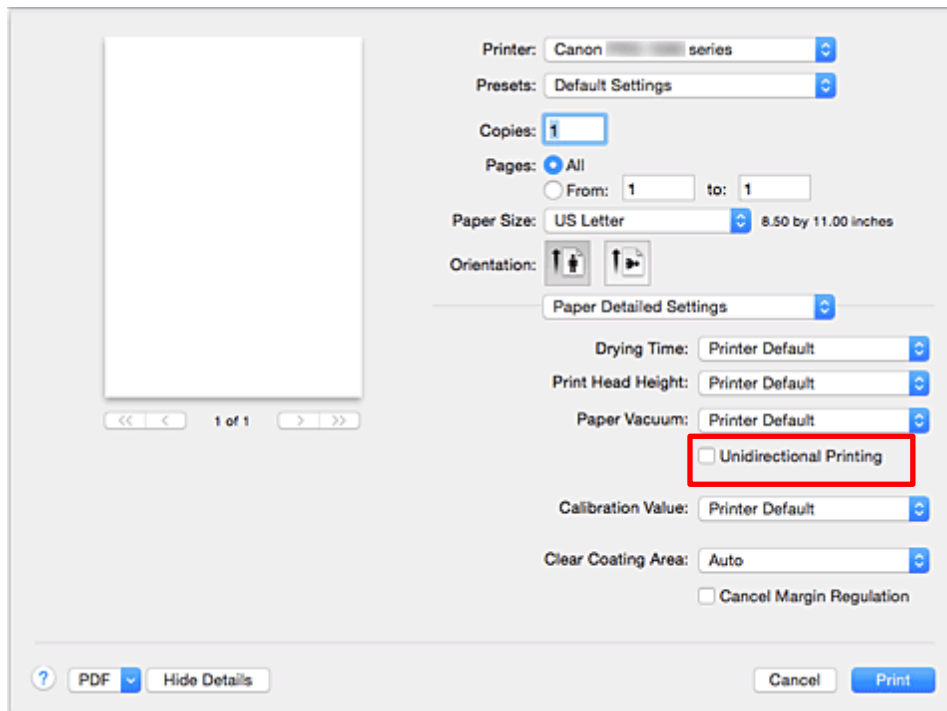 Printer: Canon series
Presets: Default Settings
Copies: 1
Pages: All
From: 1 to: 1
Paper Size: US Letter 8.50 by 11.00 inches
Orientation:
Paper Detailed Settings
Drying Time: Printer Default
Print Head Height: Printer Default
<< < 1 of 1 > >>
Paper Vacuum: Printer Default
Unidirectional Printing
Calibration Value: Printer Default
Clear Coating Area: Auto
Cancel Margin Regulation
? PDF Hide Details Cancel Print